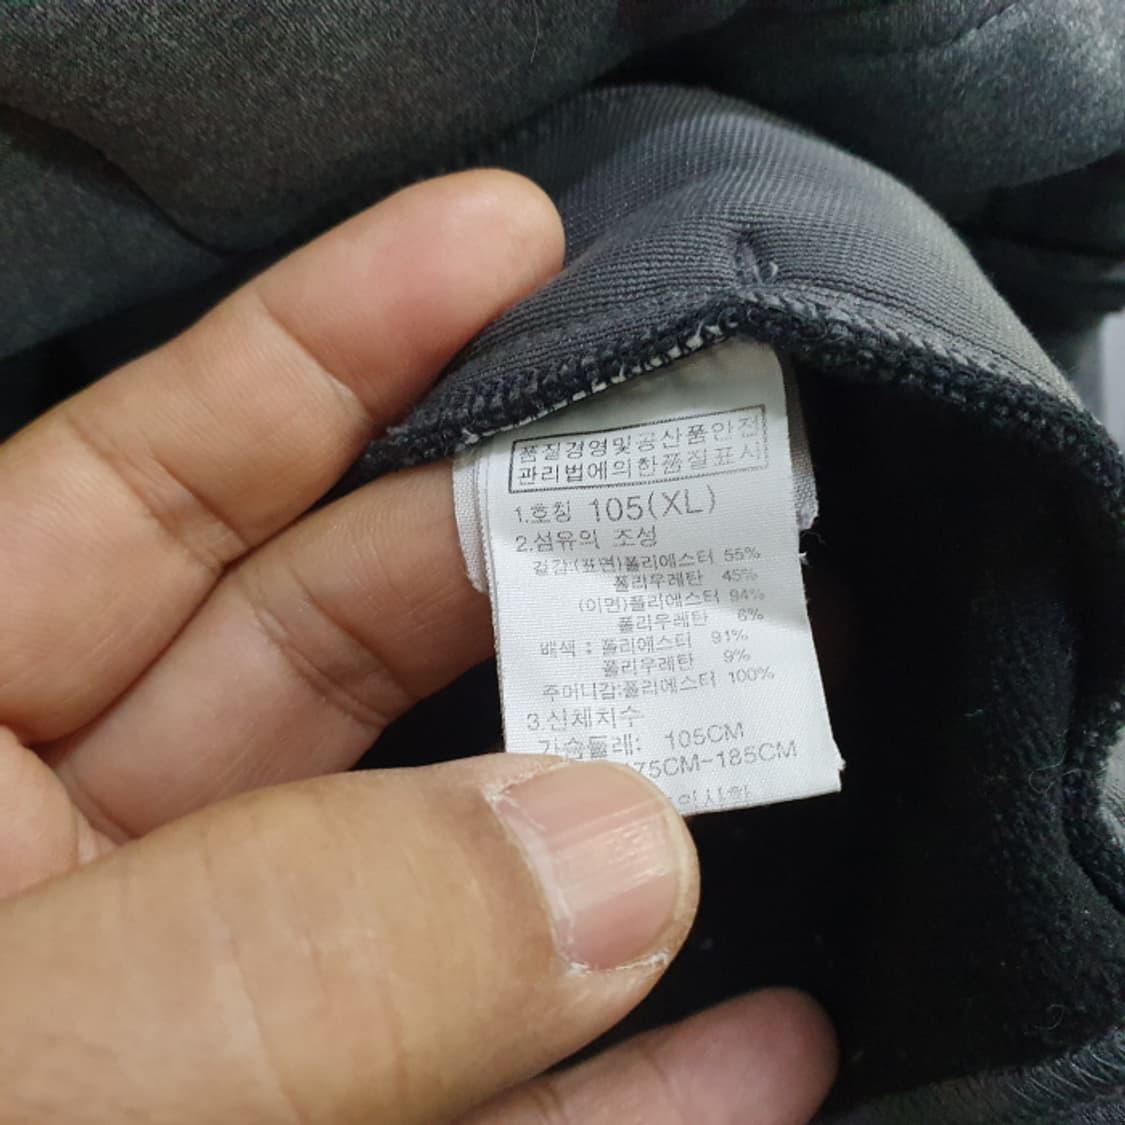 품질경영및공산품안전
관리법에의한품질표시
1.호칭 105(XL)
2.섬유의 조성
겉감:(표면)폴리에스터 55%
폴리우레탄 45%
(이면)폴리에스터 94%
폴리우레탄 6%
배색 : 폴리에스터 91%
폴리우레탄 9%
주머니감:폴리에스터 100%
3.신체치수
가슴둘레: 105CM
75CM-185CM
의사항